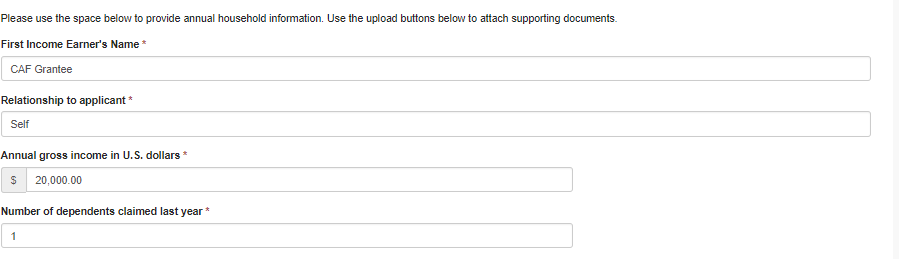 Please use the space below to provide annual household information. Use the upload buttons below to attach supporting documents.
First Income Earner's Name *
CAF Grantee
Relationship to applicant *
Self
Annual gross income in U.S. dollars *
$ 20,000.00
Number of dependents claimed last year *
1